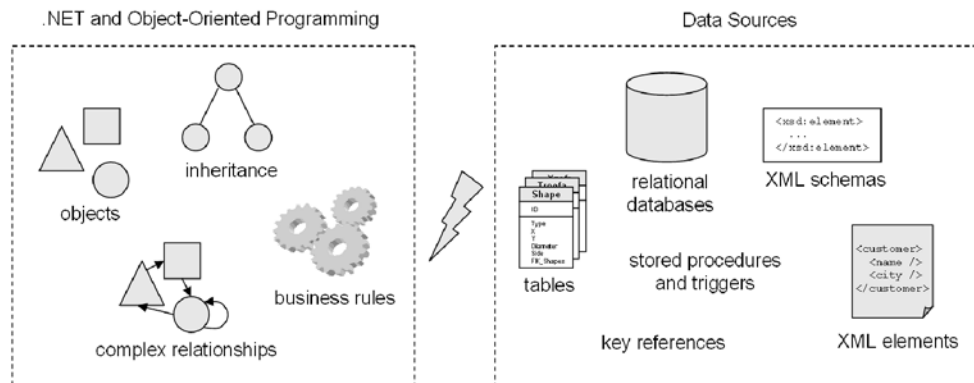 .NET and Object-Oriented Programming
inheritance
objects
business rules
complex relationships
Data Sources
relational
databases
<xsd:element>
...
</xsd:element>
XML schemas
Shape
ID
Type
X
Y
Diameter
Side
FK_Shapes
tables
stored procedures
and triggers
key references
<customer>
<name />
<city />
</customer>
XML elements